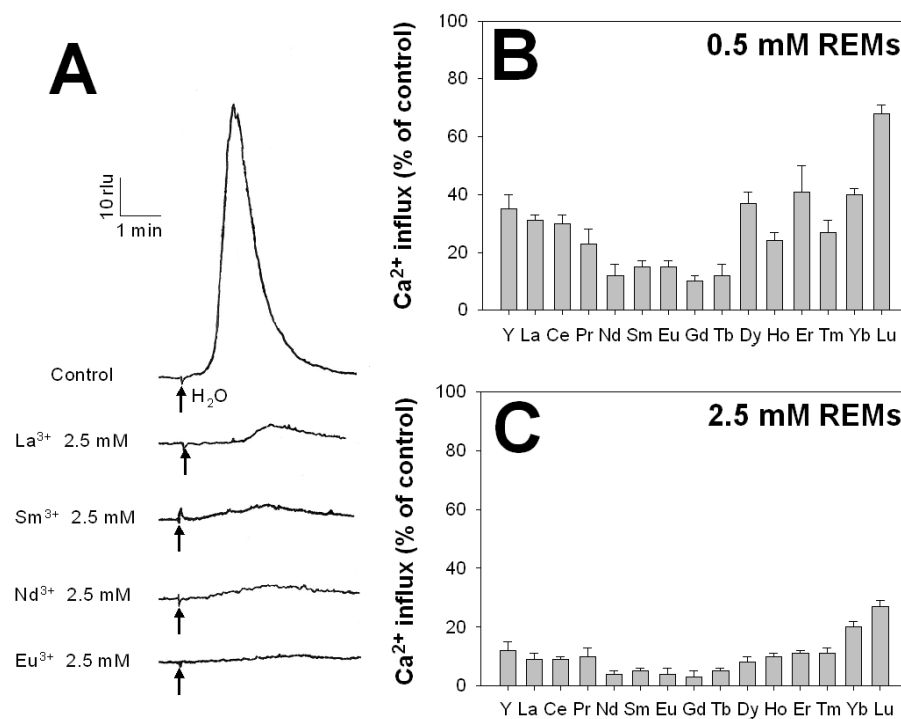 A
10 rlu
1 min
Control
H₂O
La³⁺ 2.5 mM
Sm³⁺ 2.5 mM
Nd³⁺ 2.5 mM
Eu³⁺ 2.5 mM
B
0.5 mM REMs
Ca²⁺ influx (% of control)
100
80
60
40
20
0
Y La Ce Pr Nd Sm Eu Gd Tb Dy Ho Er Tm Yb Lu
C
2.5 mM REMs
Ca²⁺ influx (% of control)
100
80
60
40
20
0
Y La Ce Pr Nd Sm Eu Gd Tb Dy Ho Er Tm Yb Lu